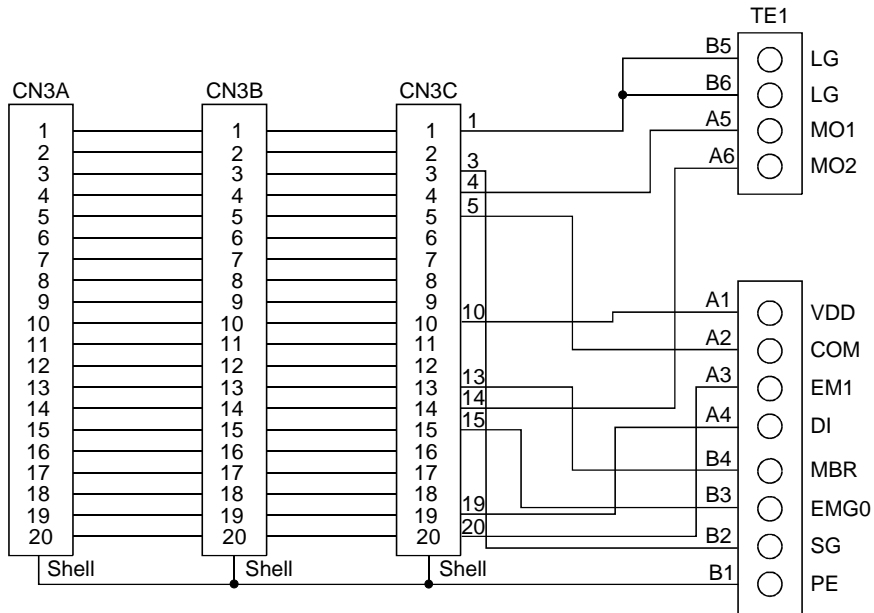 TE1
B5 LG
B6 LG
A5 MO1
A6 MO2
CN3A CN3B CN3C
1 1 1 1
2 2 2
3 3 3 3
4 4 4 4
5 5 5 5
6 6 6
7 7 7
8 8 8
9 9 9
10 10 10 10
11 11 11
12 12 12
13 13 13 13
14 14 14 14
15 15 15 15
16 16 16
17 17 17
18 18 18
19 19 19 19
20 20 20 20
Shell Shell Shell
A1 VDD
A2 COM
A3 EM1
A4 DI
B4 MBR
B3 EMG0
B2 SG
B1 PE